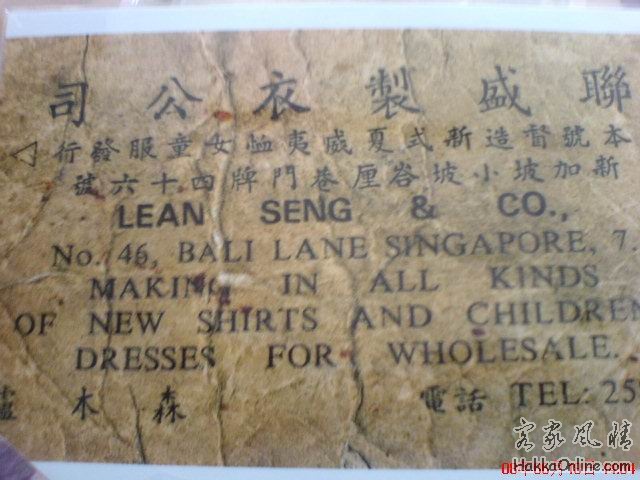 聯盛製衣公司
本號督造新式夏威夷恤女童服發行
新加坡小坡峇厘巷門牌四十六號
LEAN SENG & CO.,
No. 46, BALI LANE SINGAPORE, 7.
MAKING IN ALL KINDS
OF NEW SHIRTS AND CHILDREN
DRESSES FOR WHOLESALE.
木森 電話 TEL: 25
客家風情
HakkaOnline.com